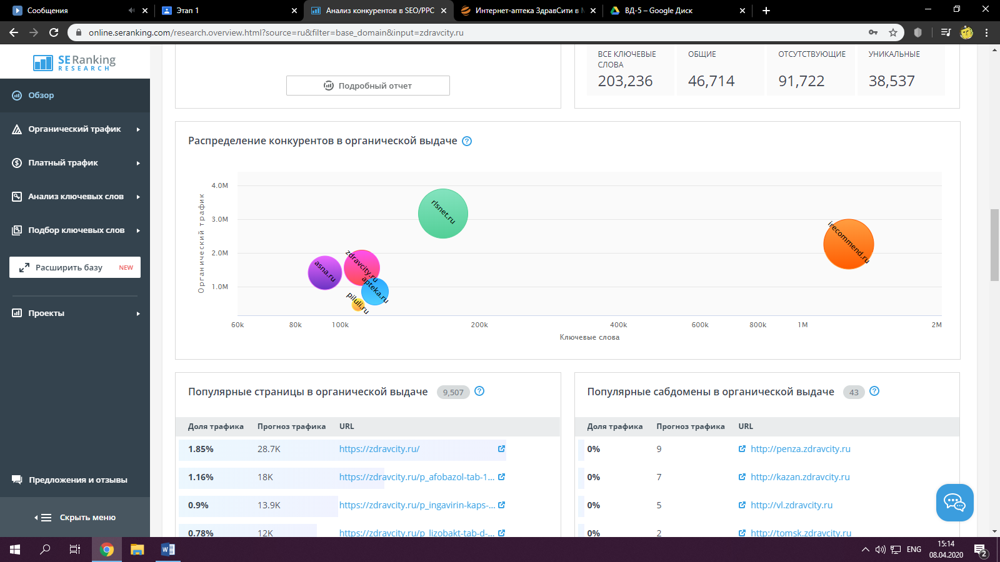 Сообщения
Этап 1
Анализ конкурентов в SEO/PPC
Интернет-аптека ЗдравСити в М
ВД-5 – Google Диск
online.seranking.com/research.overview.html?source=ru&filter=base_domain&input=zdravcity.ru
SE Ranking
RESEARCH
Обзор
Органический трафик
Платный трафик
Анализ ключевых слов
Подбор ключевых слов
Расширить базу NEW
Проекты
Предложения и отзывы
Скрыть меню
Подробный отчет
ВСЕ КЛЮЧЕВЫЕ СЛОВА
203,236
ОБЩИЕ
46,714
ОТСУТСТВУЮЩИЕ
91,722
УНИКАЛЬНЫЕ
38,537
Распределение конкурентов в органической выдаче ?
Органический трафик
4.0M
3.0M
2.0M
1.0M
rlsnet.ru
irecommend.ru
zdravcity.ru
asna.ru
apteka.ru
piluli.ru
60k 80k 100k 200k 400k 600k 800k 1M 2M
Ключевые слова
Популярные страницы в органической выдаче 9,507 ?
Доля трафика Прогноз трафика URL
1.85% 28.7K https://zdravcity.ru/
1.16% 18K https://zdravcity.ru/p_afobazol-tab-1...
0.9% 13.9K https://zdravcity.ru/p_ingavirin-kaps-...
0.78% 12K https://zdravcity.ru/p_lizobakt-tab-d-...
Популярные сабдомены в органической выдаче 43 ?
Доля трафика Прогноз трафика URL
0% 9 http://penza.zdravcity.ru
0% 7 http://kazan.zdravcity.ru
0% 5 http://vl.zdravcity.ru
0% 2 http://tomsk.zdravcity.ru
ENG
15:14
08.04.2020
2